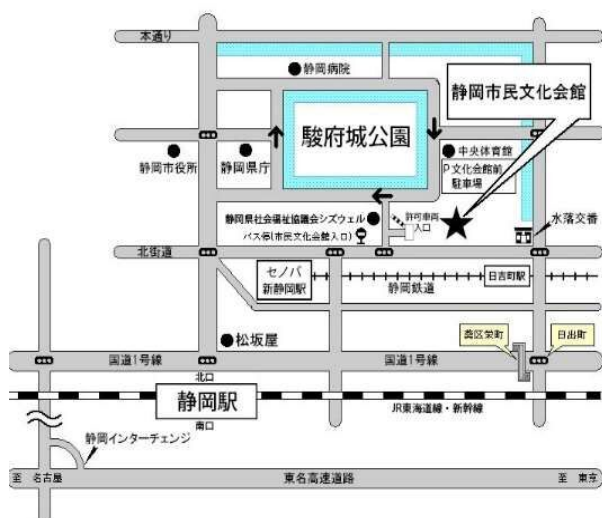 本通り
静岡病院
静岡市民文化会館
駿府城公園
静岡市役所
静岡県庁
中央体育館
P文化会館前
駐車場
静岡県社会福祉協議会シズウェル
許可車両
入口
バス停(市民文化会館入口)
水落交番
北街道
セノバ
新静岡駅
日吉町駅
静岡鉄道
松坂屋
葵区栄町
日出町
国道1号線
国道1号線
北口
静岡駅
南口
JR東海道線・新幹線
静岡インターチェンジ
至 名古屋
東名高速道路
至 東京